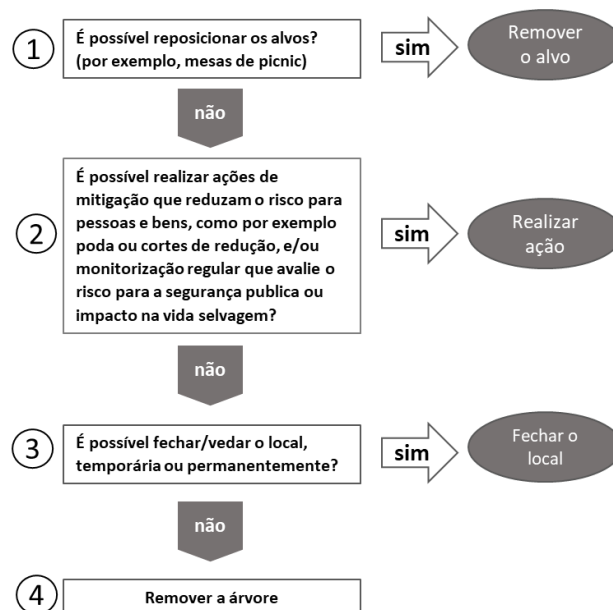 1
É possível reposicionar os alvos?
(por exemplo, mesas de picnic)
sim
Remover
o alvo
não
2
É possível realizar ações de
mitigação que reduzam o risco para
pessoas e bens, como por exemplo
poda ou cortes de redução, e/ou
monitorização regular que avalie o
risco para a segurança publica ou
impacto na vida selvagem?
sim
Realizar
ação
não
3
É possível fechar/vedar o local,
temporária ou permanentemente?
sim
Fechar o
local
não
4
Remover a árvore